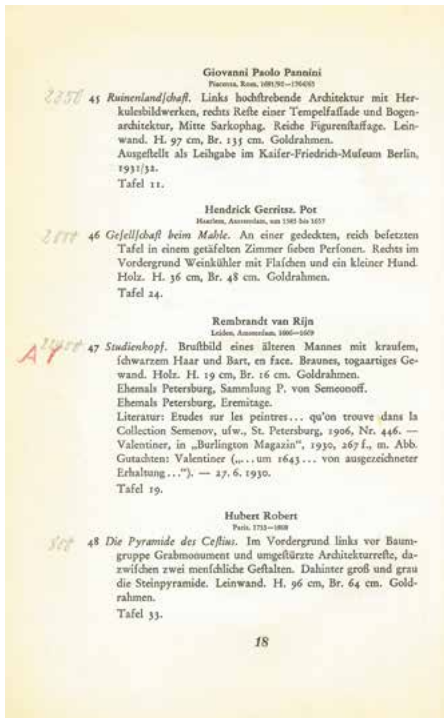 Giovanni Paolo Pannini
Piacenza, Rom, 1691/92—1764/65
2350
45 Ruinenlandſchaft. Links hochſtrebende Architektur mit Her-
kulesbildwerken, rechts Reſte einer Tempelfaſſade und Bogen-
architektur, Mitte Sarkophag. Reiche Figurenſtaffage. Lein-
wand. H. 97 cm, Br. 135 cm. Goldrahmen.
Ausgeſtellt als Leihgabe im Kaiſer-Friedrich-Muſeum Berlin,
1931/32.
Tafel 11.
Hendrick Gerritsz. Pot
Haarlem, Amsterdam, um 1585 bis 1657
46 Geſellſchaft beim Mahle. An einer gedeckten, reich beſetzten
Tafel in einem getäfelten Zimmer ſieben Perſonen. Rechts im
Vordergrund Weinkühler mit Flaſchen und ein kleiner Hund.
Holz. H. 36 cm, Br. 48 cm. Goldrahmen.
Tafel 24.
Rembrandt van Rijn
Leiden, Amsterdam, 1606—1669
47 Studienkopf. Bruſtbild eines älteren Mannes mit krauſem,
ſchwarzem Haar und Bart, en face. Braunes, togaartiges Ge-
wand. Holz. H. 19 cm, Br. 16 cm. Goldrahmen.
Ehemals Petersburg, Sammlung P. von Semeonoff.
Ehemals Petersburg, Eremitage.
Literatur: Etudes sur les peintres... qu'on trouve dans la
Collection Semenov, uſw., St. Petersburg, 1906, Nr. 446. —
Valentiner, in „Burlington Magazin“, 1930, 267 f., m. Abb.
Gutachten: Valentiner („... um 1643... von ausgezeichneter
Erhaltung...“). — 27. 6. 1930.
Tafel 19.
Hubert Robert
Paris, 1733—1808
48 Die Pyramide des Ceſtius. Im Vordergrund links vor Baum-
gruppe Grabmonument und umgeſtürzte Architekturreſte, da-
zwiſchen zwei menſchliche Geſtalten. Dahinter groß und grau
die Steinpyramide. Leinwand. H. 96 cm, Br. 64 cm. Gold-
rahmen.
Tafel 33.
18